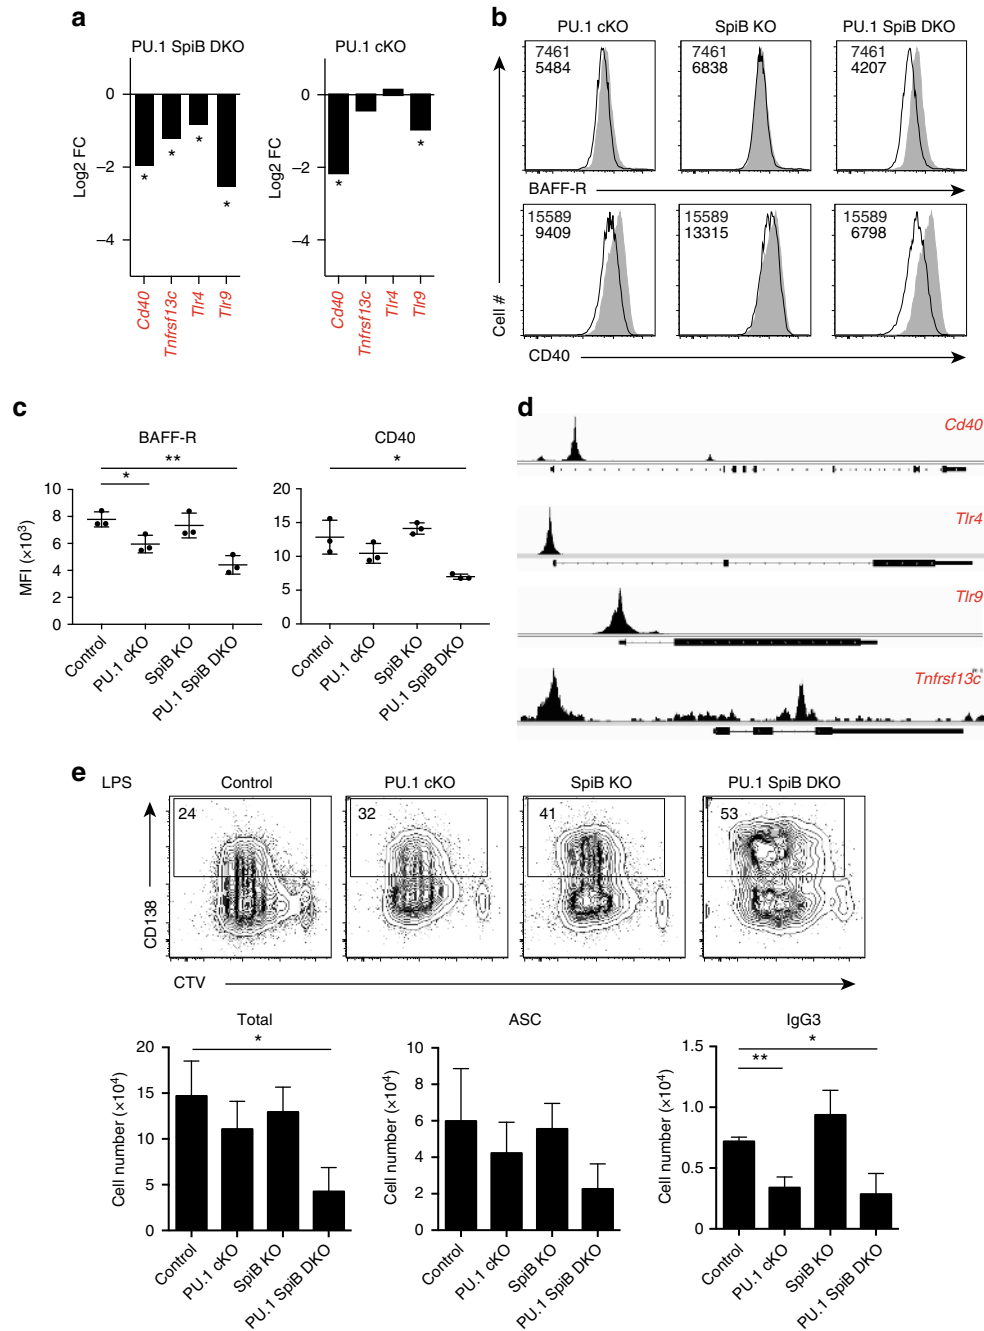 a
PU.1 SpiB DKO
PU.1 cKO
Log2 FC
0
−2
−4
Cd40
Tnfrsf13c
Tlr4
Tlr9
*
*
*
*
Log2 FC
0
−2
−4
Cd40
Tnfrsf13c
Tlr4
Tlr9
*
*
b
PU.1 cKO
SpiB KO
PU.1 SpiB DKO
7461
5484
7461
6838
7461
4207
BAFF-R
15589
9409
15589
13315
15589
6798
Cell #
CD40
c
BAFF-R
**
*
MFI (×10³)
10
8
6
4
2
0
Control
PU.1 cKO
SpiB KO
PU.1 SpiB DKO
CD40
*
20
15
10
5
0
Control
PU.1 cKO
SpiB KO
PU.1 SpiB DKO
d
Cd40
Tlr4
Tlr9
Tnfrsf13c
e
LPS
Control
PU.1 cKO
SpiB KO
PU.1 SpiB DKO
24
32
41
53
CD138
CTV
Total
*
Cell number (×10⁴)
20
15
10
5
0
Control
PU.1 cKO
SpiB KO
PU.1 SpiB DKO
ASC
Cell number (×10⁴)
10
8
6
4
2
0
Control
PU.1 cKO
SpiB KO
PU.1 SpiB DKO
IgG3
*
**
Cell number (×10⁴)
1.5
1.0
0.5
0
Control
PU.1 cKO
SpiB KO
PU.1 SpiB DKO